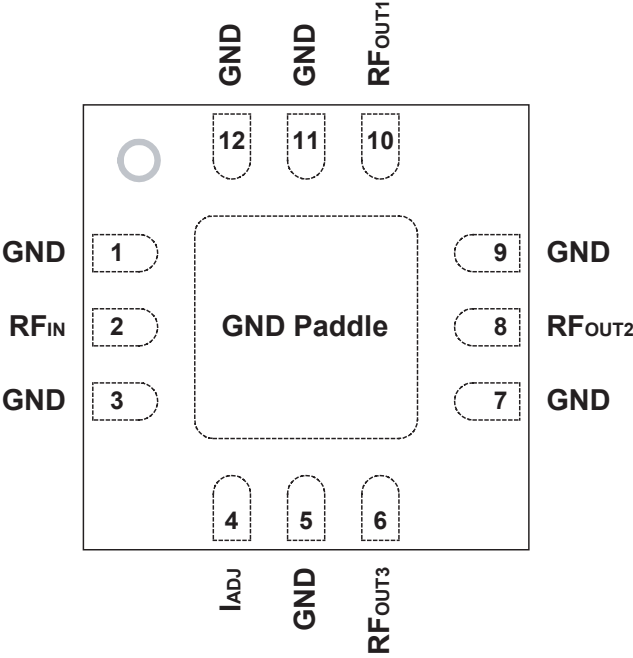 GND GND RFOUT1
12 11 10
GND 1 9 GND
RFIN 2 GND Paddle 8 RFOUT2
GND 3 7 GND
4 5 6
IADJ GND RFOUT3